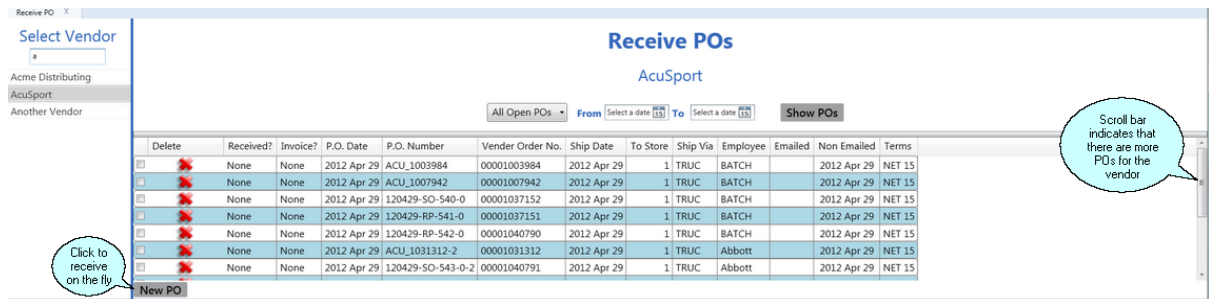 Receive PO X
Select Vendor
a
Acme Distributing
AcuSport
Another Vendor
Receive POs
AcuSport
All Open POs From Select a date 15 To Select a date 15 Show POs
Scroll bar
indicates that
there are more
POs for the
vendor
Delete Received? Invoice? P.O. Date P.O. Number Vender Order No. Ship Date To Store Ship Via Employee Emailed Non Emailed Terms
None None 2012 Apr 29 ACU_1003984 00001003984 2012 Apr 29 1 TRUC BATCH 2012 Apr 29 NET 15
None None 2012 Apr 29 ACU_1007942 00001007942 2012 Apr 29 1 TRUC BATCH 2012 Apr 29 NET 15
None None 2012 Apr 29 120429-SO-540-0 00001037152 2012 Apr 29 1 TRUC BATCH 2012 Apr 29 NET 15
None None 2012 Apr 29 120429-RP-541-0 00001037151 2012 Apr 29 1 TRUC BATCH 2012 Apr 29 NET 15
None None 2012 Apr 29 120429-RP-542-0 00001040790 2012 Apr 29 1 TRUC BATCH 2012 Apr 29 NET 15
None None 2012 Apr 29 ACU_1031312-2 00001031312 2012 Apr 29 1 TRUC Abbott 2012 Apr 29 NET 15
None None 2012 Apr 29 120429-SO-543-0-2 00001040791 2012 Apr 29 1 TRUC Abbott 2012 Apr 29 NET 15
Click to
receive
on the fly
New PO